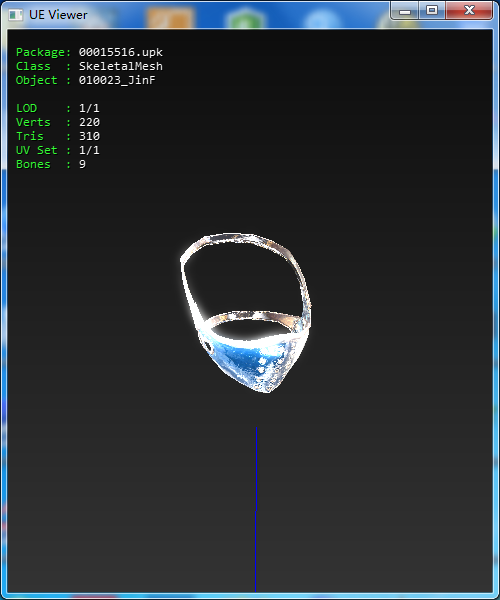 UE Viewer
Package: 00015516.upk
Class  : SkeletalMesh
Object : 010023_JinF
LOD    : 1/1
Verts  : 220
Tris   : 310
UV Set : 1/1
Bones  : 9